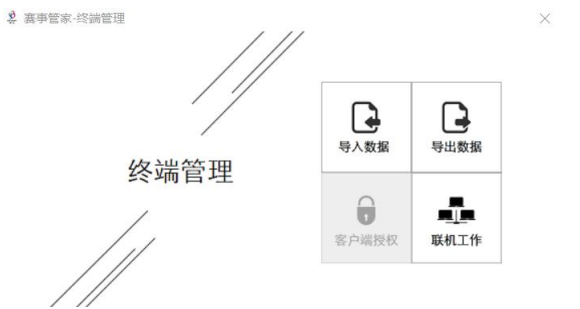 赛事管家-终端管理
终端管理
导入数据
导出数据
客户端授权
联机工作